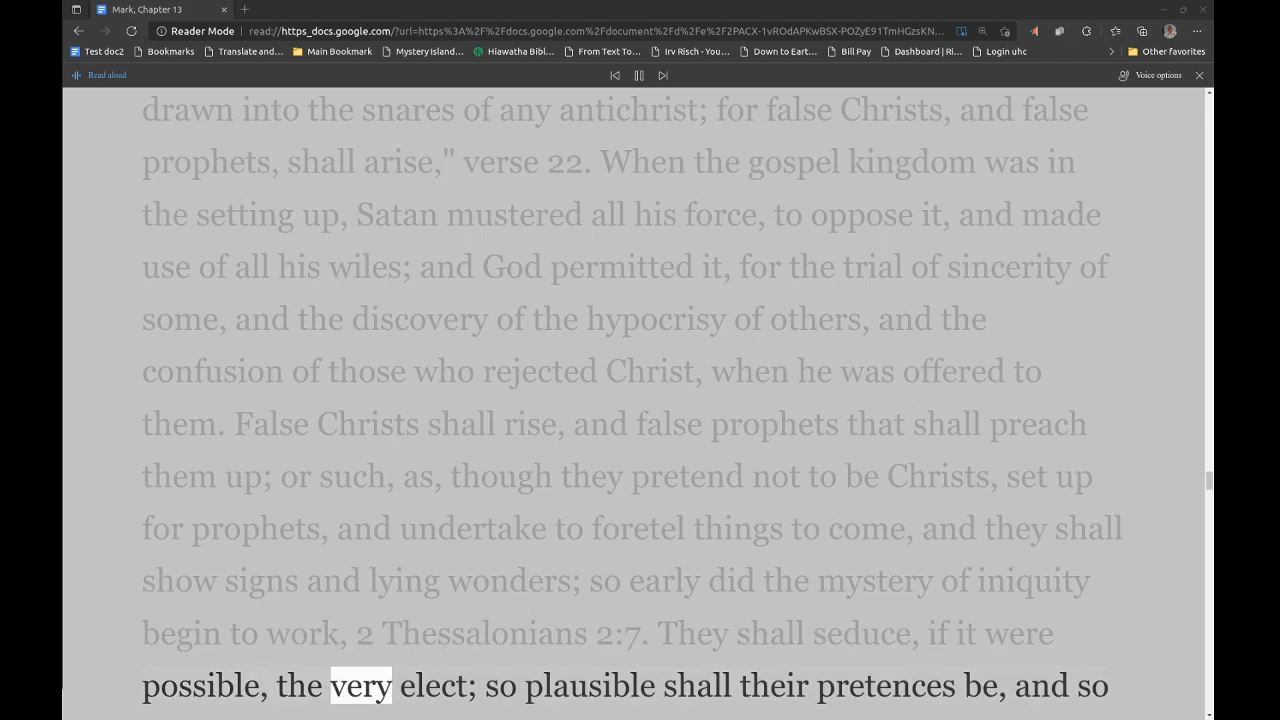 Mark, Chapter 13
Reader Mode
read://https_docs.google.com/?url=https%3A%2F%2Fdocs.google.com%2Fdocument%2Fd%2Fe%2F2PACX-1vROdAPKwBSX-POZyE91TmHGzsKN...
Test doc2
Bookmarks
Translate and...
Main Bookmark
Mystery Island...
Hiawatha Bibl...
From Text To...
Irv Risch - You...
Down to Eart...
Bill Pay
Dashboard | Ri...
Login uhc
Other favorites
Read aloud
Voice options
drawn into the snares of any antichrist; for false Christs, and false
prophets, shall arise," verse 22. When the gospel kingdom was in
the setting up, Satan mustered all his force, to oppose it, and made
use of all his wiles; and God permitted it, for the trial of sincerity of
some, and the discovery of the hypocrisy of others, and the
confusion of those who rejected Christ, when he was offered to
them. False Christs shall rise, and false prophets that shall preach
them up; or such, as, though they pretend not to be Christs, set up
for prophets, and undertake to foretel things to come, and they shall
show signs and lying wonders; so early did the mystery of iniquity
begin to work, 2 Thessalonians 2:7. They shall seduce, if it were
possible, the very elect; so plausible shall their pretences be, and so